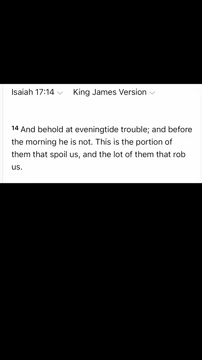 Isaiah 17:14 King James Version
14 And behold at eveningtide trouble; and before
the morning he is not. This is the portion of
them that spoil us, and the lot of them that rob
us.